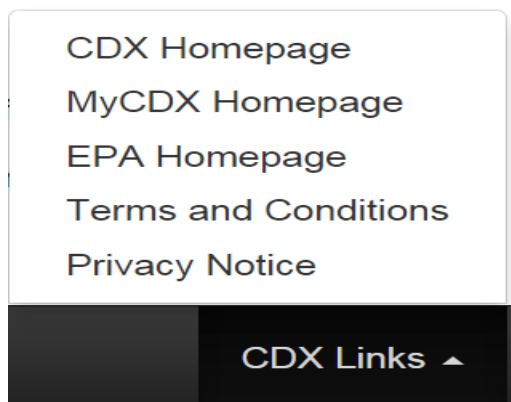 CDX Homepage
MyCDX Homepage
EPA Homepage
Terms and Conditions
Privacy Notice
CDX Links